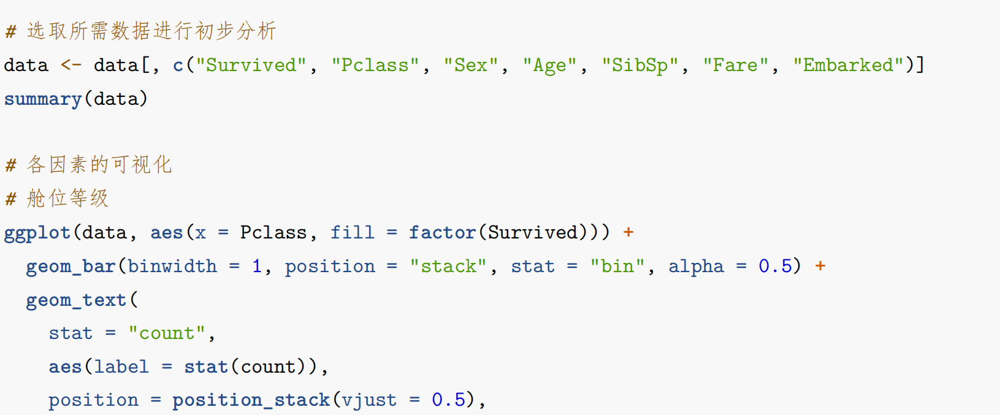 # 选取所需数据进行初步分析
data <- data[, c("Survived", "Pclass", "Sex", "Age", "SibSp", "Fare", "Embarked")]
summary(data)
# 各因素的可视化
# 舱位等级
ggplot(data, aes(x = Pclass, fill = factor(Survived))) +
  geom_bar(binwidth = 1, position = "stack", stat = "bin", alpha = 0.5) +
  geom_text(
    stat = "count",
    aes(label = stat(count)),
    position = position_stack(vjust = 0.5),